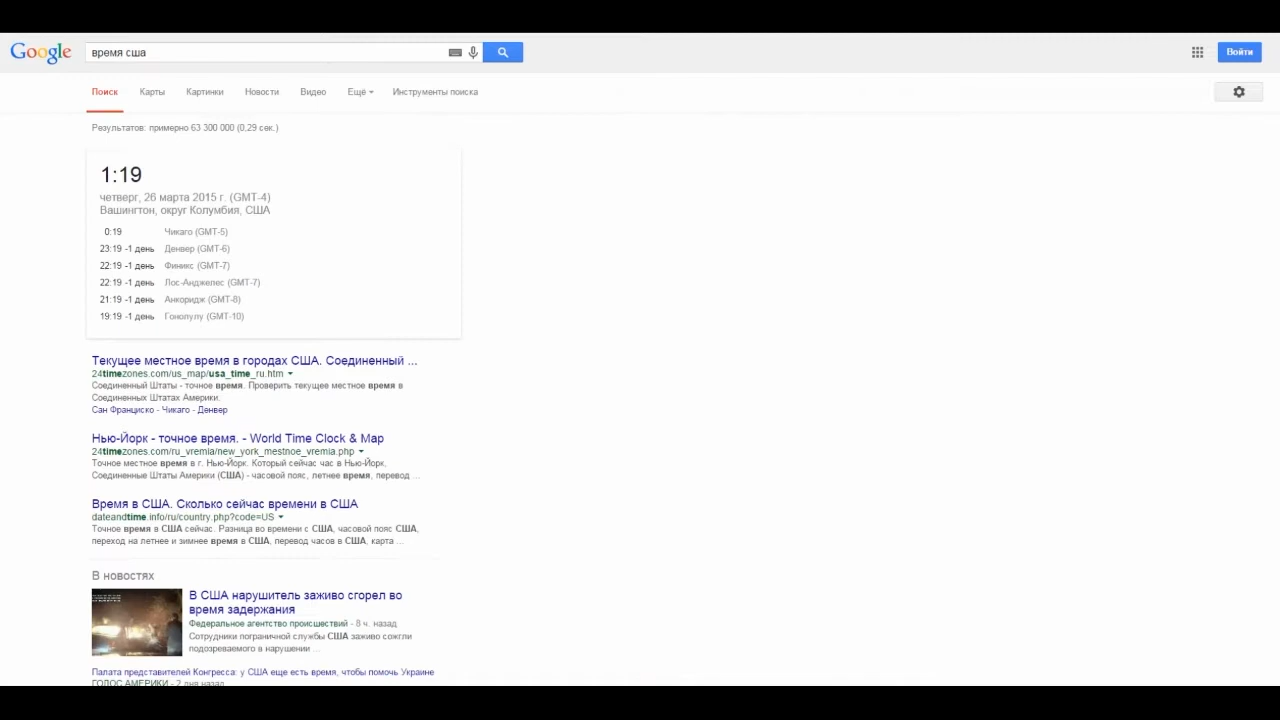 Google
время сша
Войти
Поиск
Карты
Картинки
Новости
Видео
Ещё
Инструменты поиска
Результатов: примерно 63 300 000 (0,29 сек.)
1:19
четверг, 26 марта 2015 г. (GMT-4)
Вашингтон, округ Колумбия, США
0:19 Чикаго (GMT-5)
23:19 -1 день Денвер (GMT-6)
22:19 -1 день Финикс (GMT-7)
22:19 -1 день Лос-Анджелес (GMT-7)
21:19 -1 день Анкоридж (GMT-8)
19:19 -1 день Гонолулу (GMT-10)
Текущее местное время в городах США. Соединенный ...
24timezones.com/us_map/usa_time_ru.htm
Соединенный Штаты - точное время. Проверить текущее местное время в
Соединенных Штатах Америки.
Сан Франциско - Чикаго - Денвер
Нью-Йорк - точное время. - World Time Clock & Map
24timezones.com/ru_vremia/new_york_mestnoe_vremia.php
Точное местное время в г. Нью-Йорк. Который сейчас час в Нью-Йорк,
Соединенные Штаты Америки (США) - часовой пояс, летнее время, перевод ...
Время в США. Сколько сейчас времени в США
dateandtime.info/ru/country.php?code=US
Точное время в США сейчас. Разница во времени с США, часовой пояс США,
переход на летнее и зимнее время в США, перевод часов в США, карта ...
В новостях
В США нарушитель заживо сгорел во
время задержания
Федеральное агентство происшествий - 8 ч. назад
Сотрудники пограничной службы США заживо сожгли
подозреваемого в нарушении ...
Палата представителей Конгресса: у США еще есть время, чтобы помочь Украине
ГОЛОС АМЕРИКИ - 2 дня назад